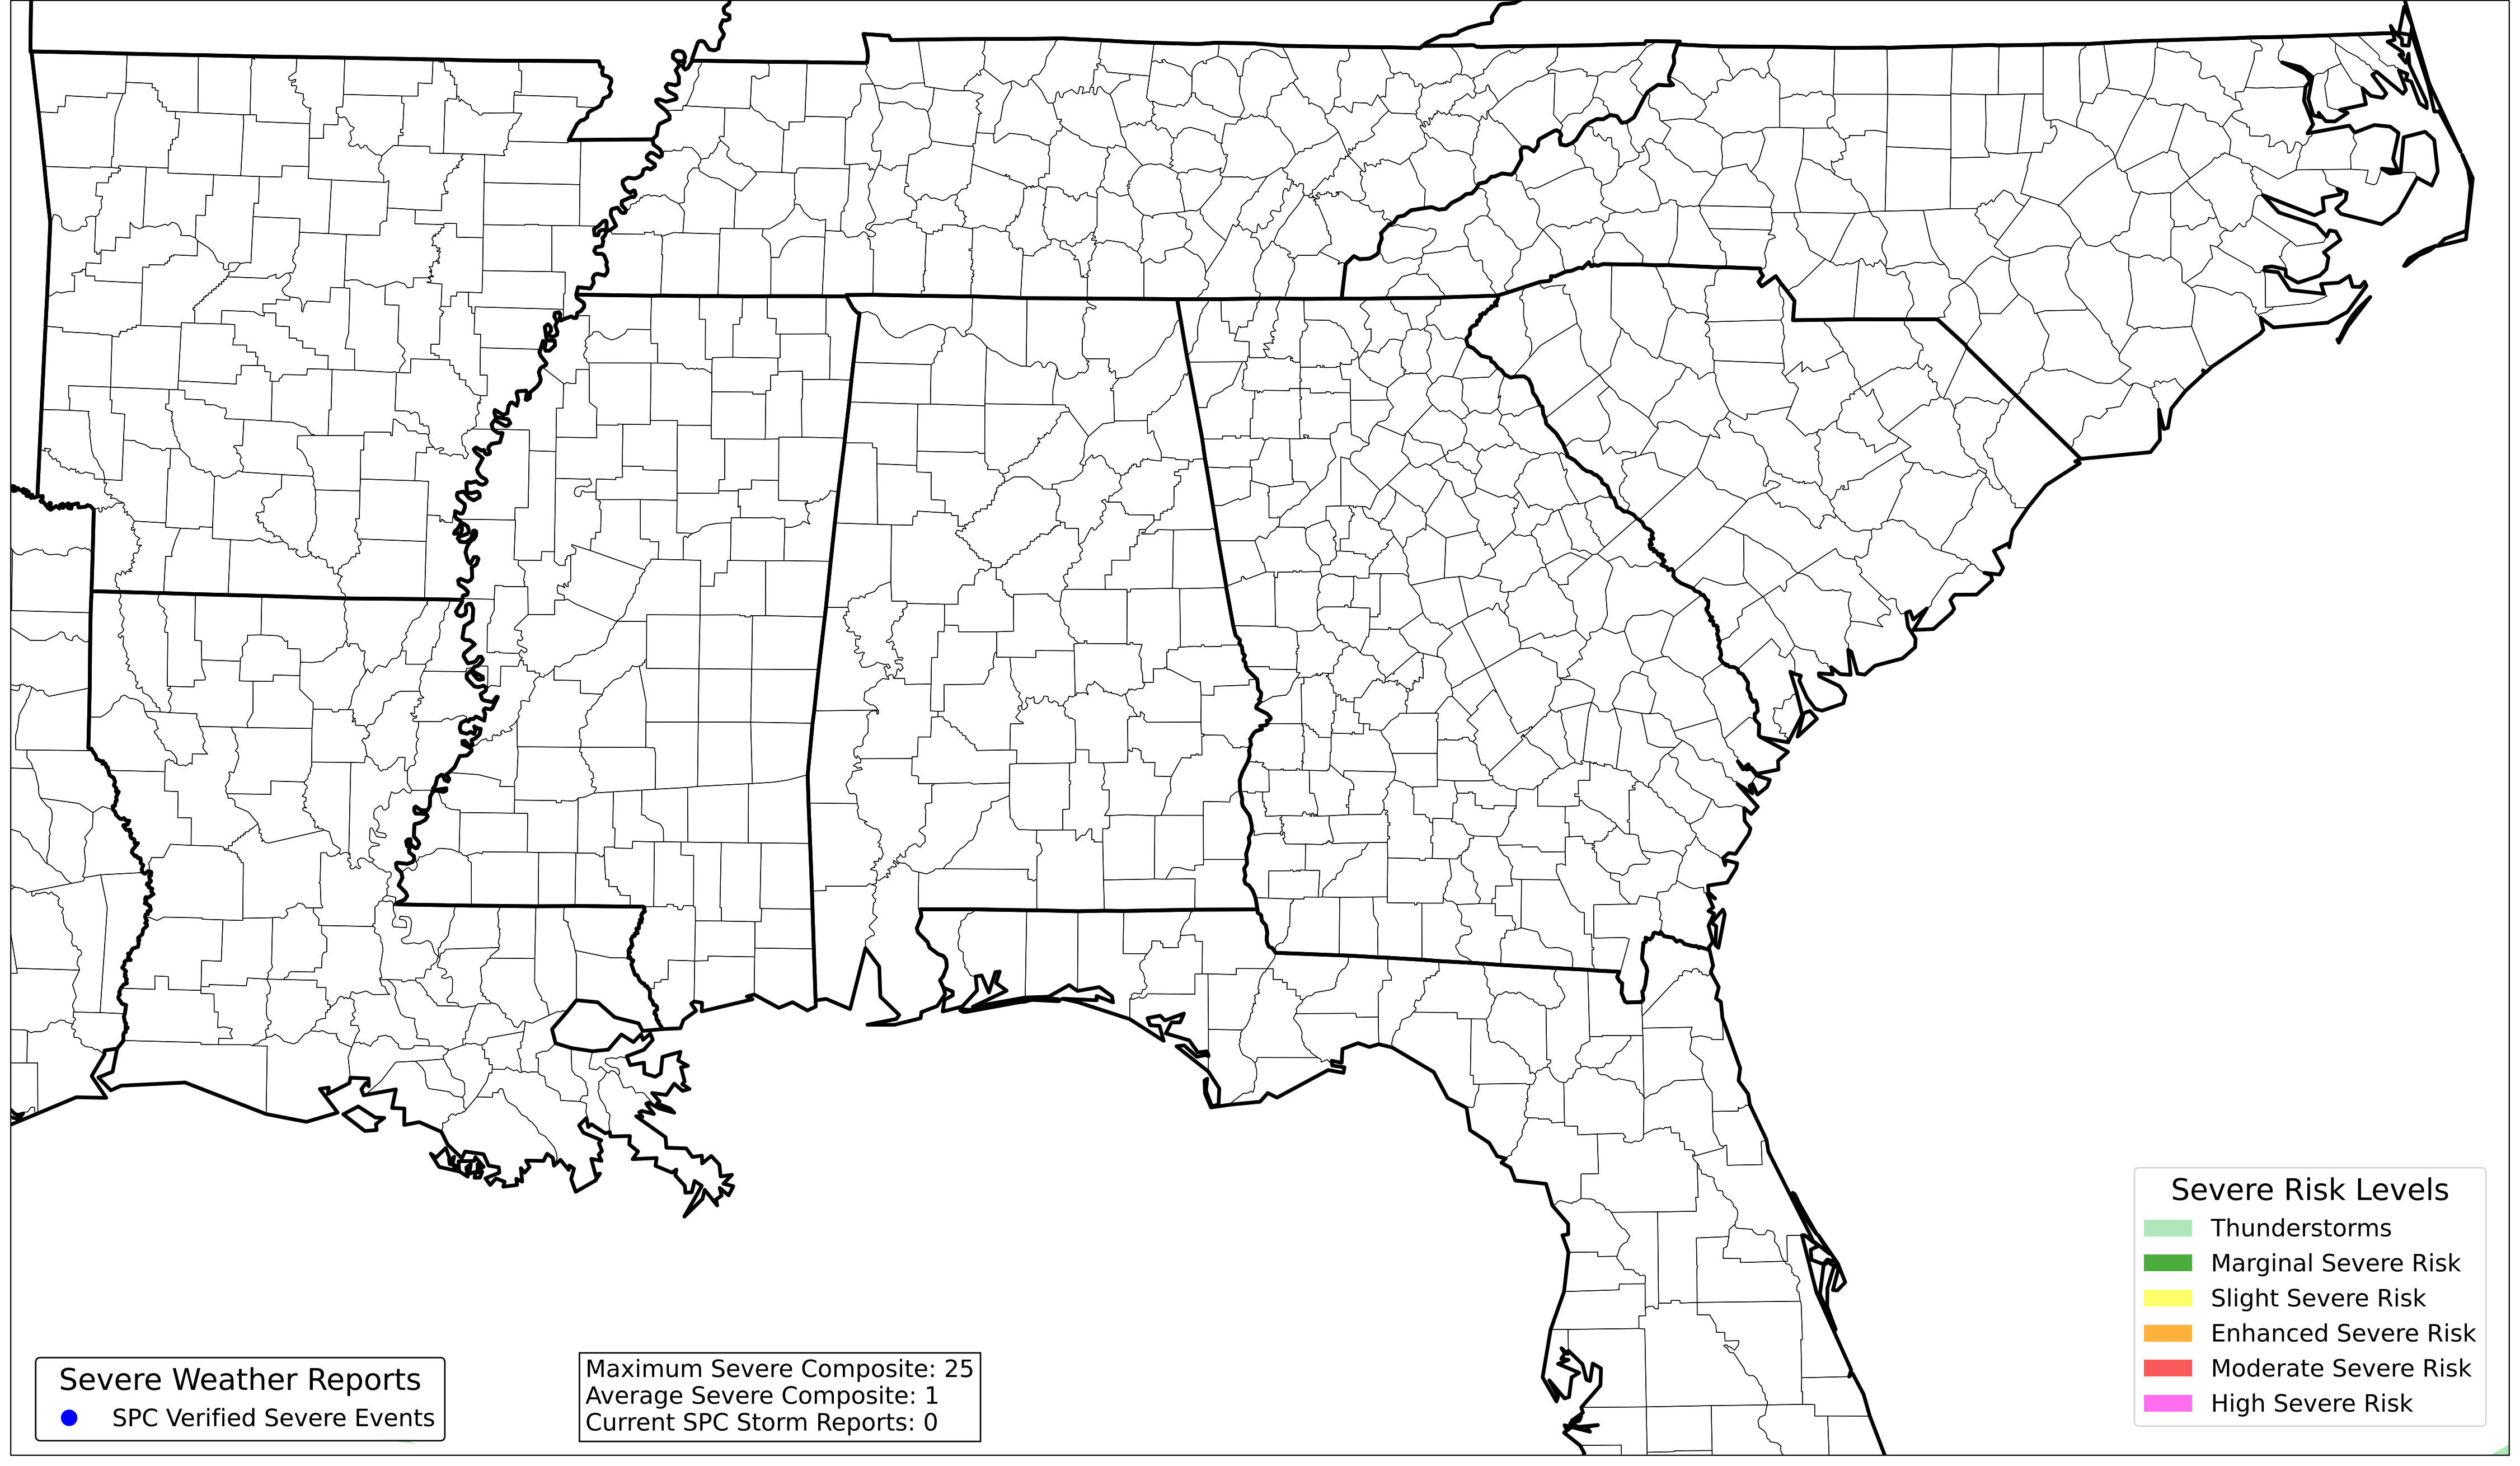 Severe Risk Levels
Thunderstorms
Marginal Severe Risk
Slight Severe Risk
Enhanced Severe Risk
Moderate Severe Risk
High Severe Risk
Severe Weather Reports
SPC Verified Severe Events
Maximum Severe Composite: 25
Average Severe Composite: 1
Current SPC Storm Reports: 0